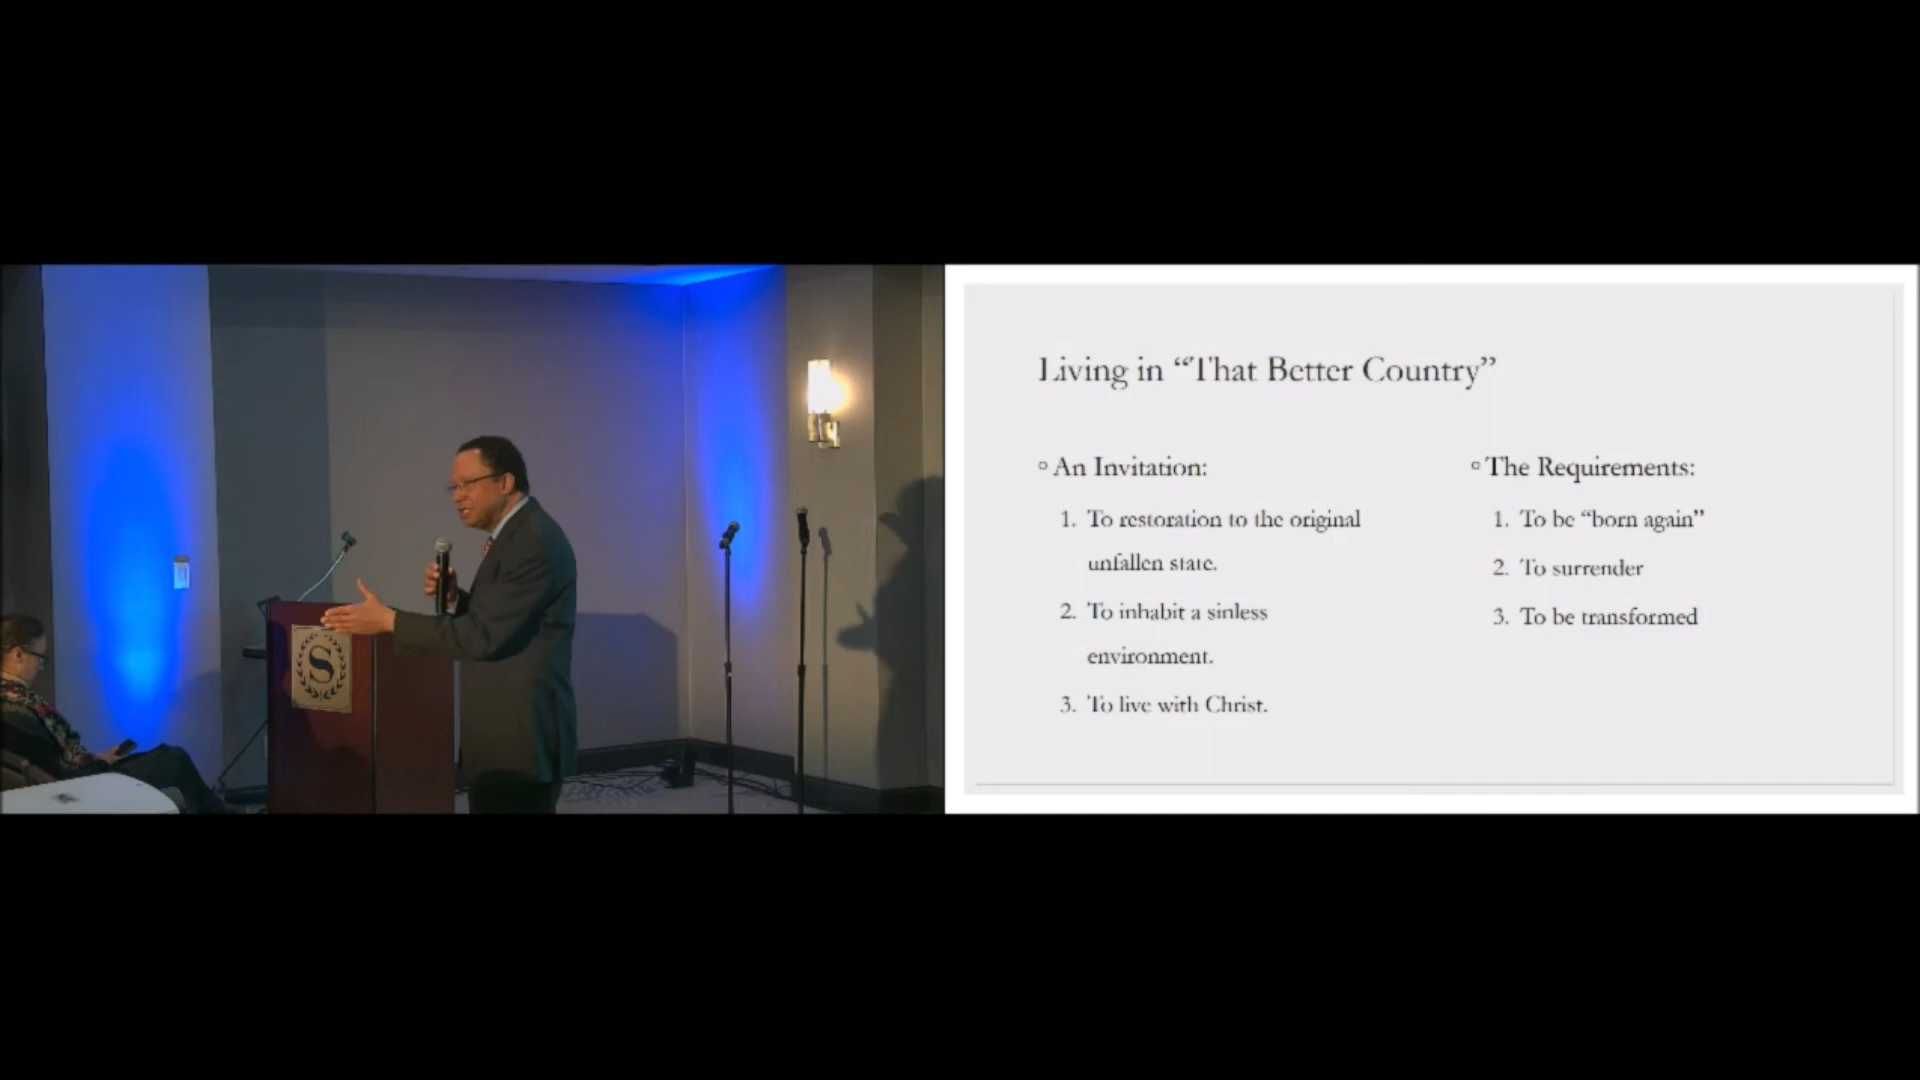 S
Living in “That Better Country”
An Invitation:
1. To restoration to the original
unfallen state.
2. To inhabit a sinless
environment.
3. To live with Christ.
The Requirements:
1. To be “born again”
2. To surrender
3. To be transformed